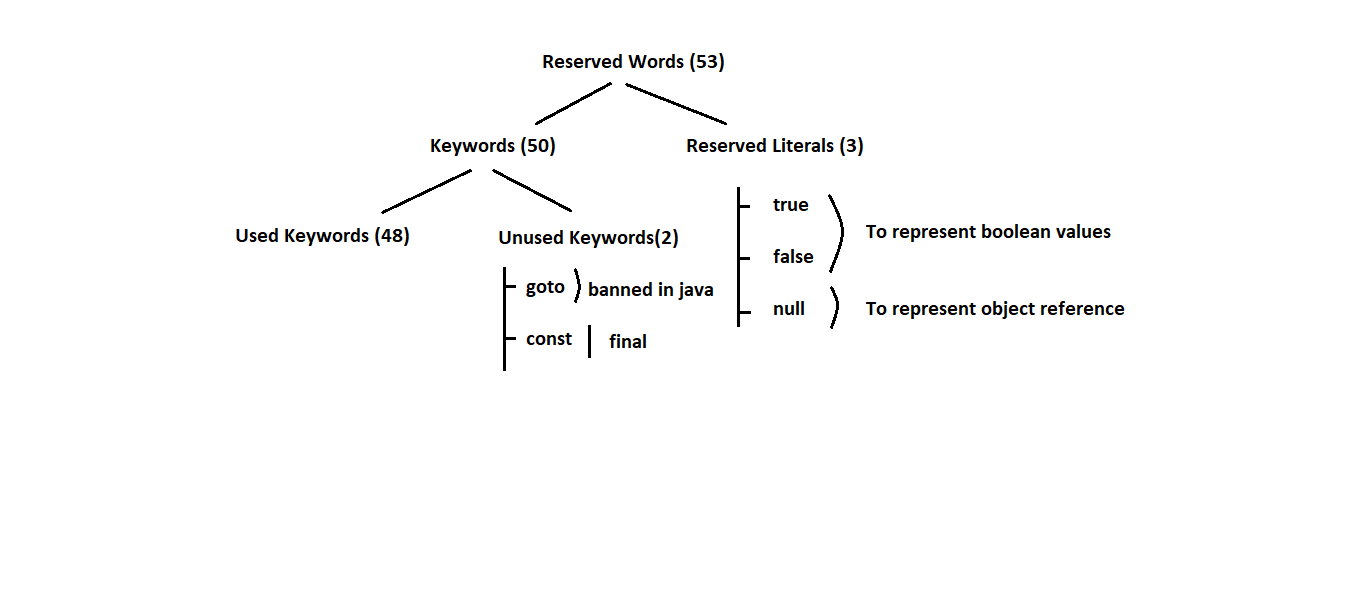 Reserved Words (53)
Keywords (50)
Reserved Literals (3)
Used Keywords (48)
Unused Keywords(2)
goto
banned in java
const
final
true
false
To represent boolean values
null
To represent object reference